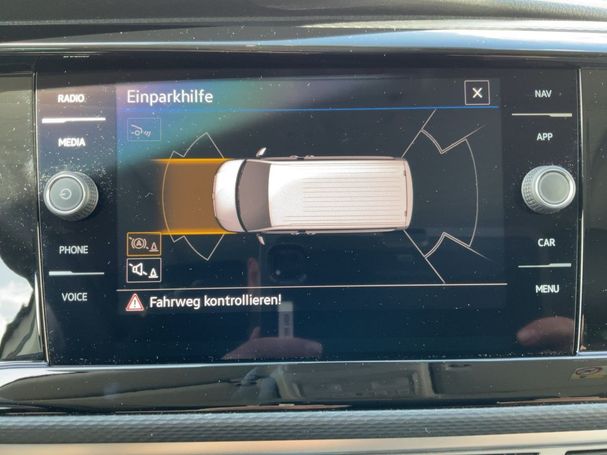 RADIO
MEDIA
PHONE
VOICE
Einparkhilfe
X
Fahrweg kontrollieren!
NAV
APP
CAR
MENU